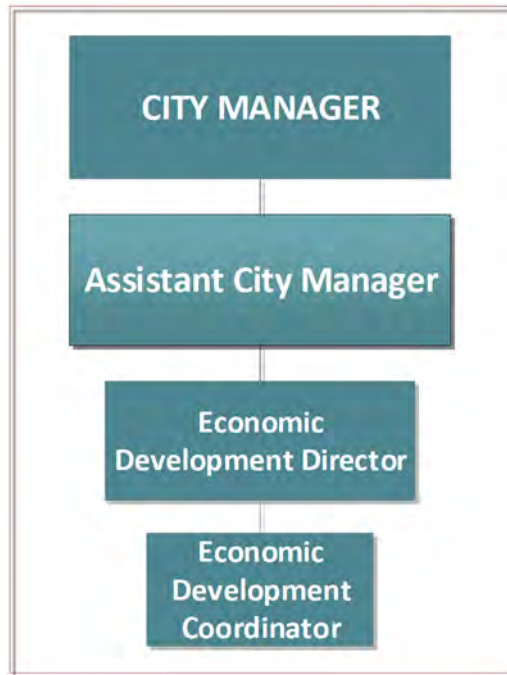 CITY MANAGER
Assistant City Manager
Economic
Development Director
Economic
Development
Coordinator